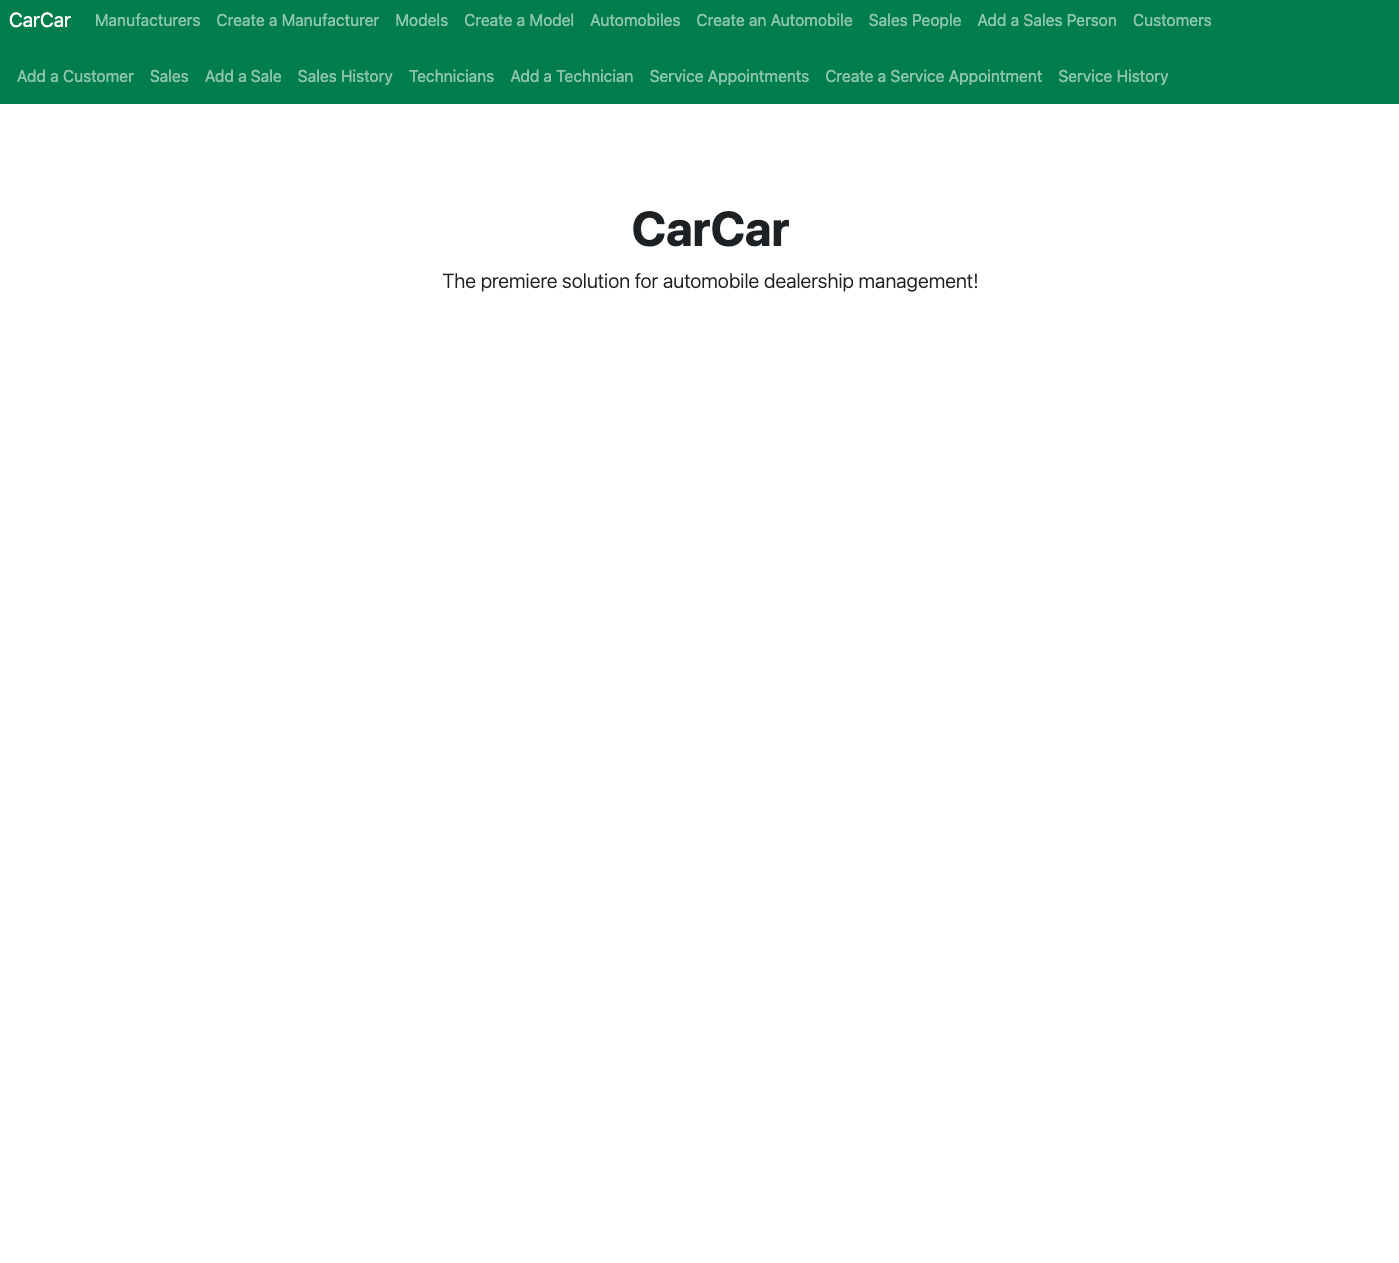 CarCar Manufacturers Create a Manufacturer Models Create a Model Automobiles Create an Automobile Sales People Add a Sales Person Customers
Add a Customer Sales Add a Sale Sales History Technicians Add a Technician Service Appointments Create a Service Appointment Service History
CarCar
The premiere solution for automobile dealership management!